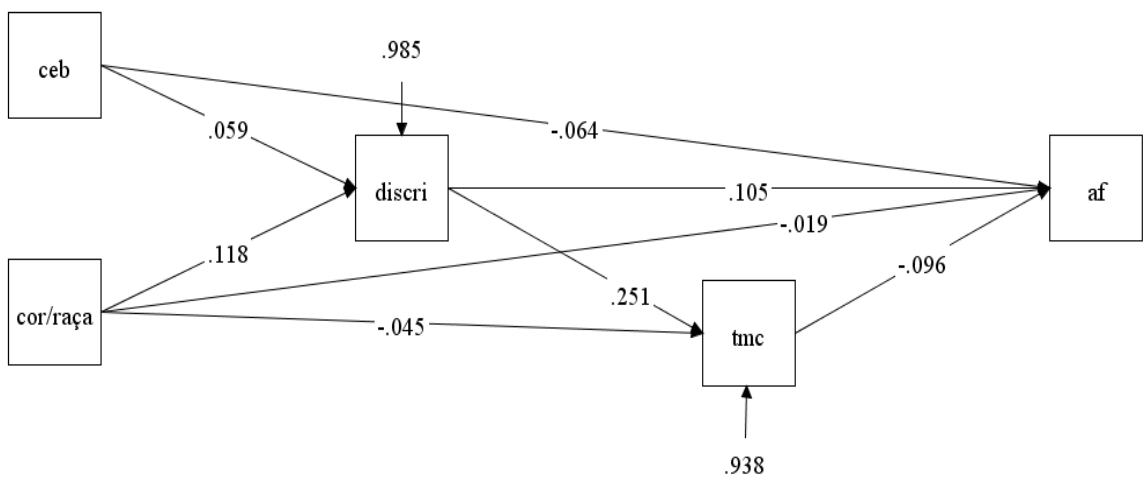 ceb
.985
.059
-.064
discri
.105
af
-.019
.118
-.096
.251
cor/raça
-.045
tmc
.938